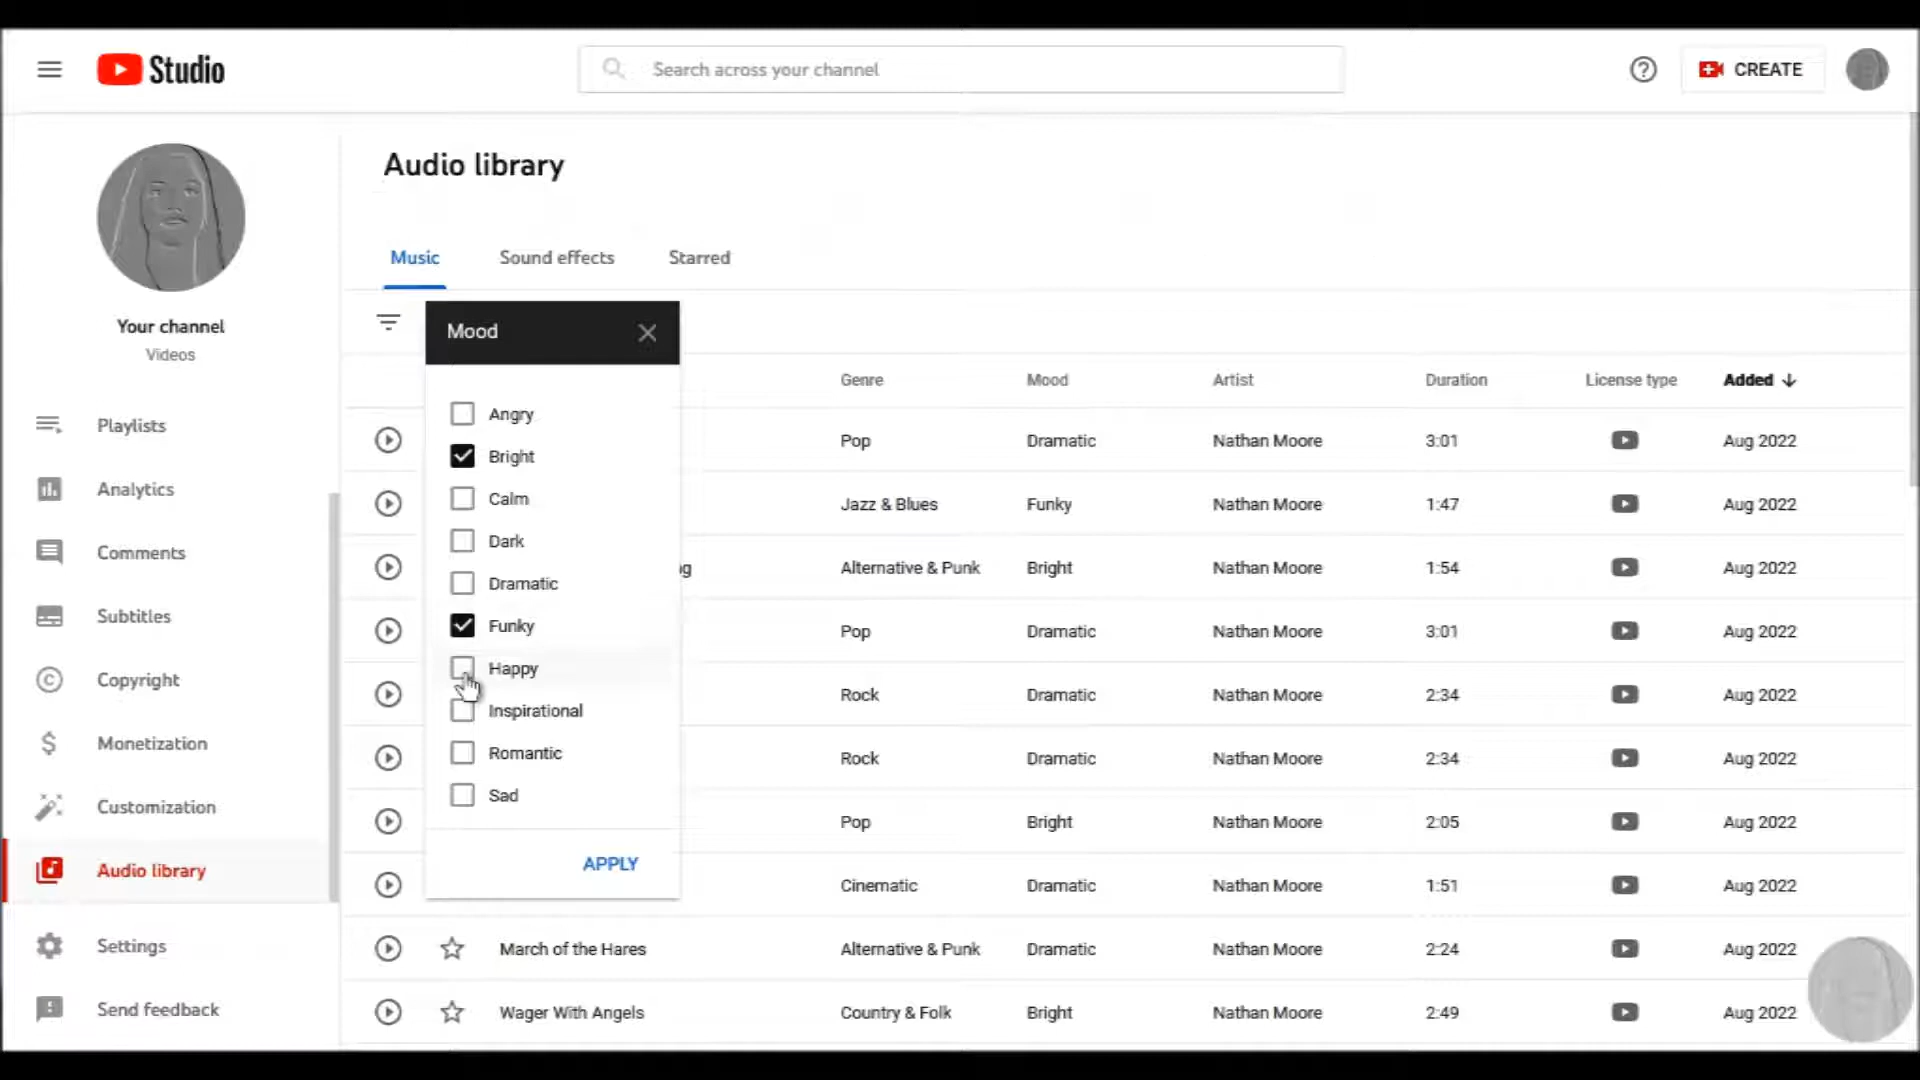 Studio
Search across your channel
CREATE
Your channel
Videos
Playlists
Analytics
Comments
Subtitles
Copyright
Monetization
Customization
Audio library
Settings
Send feedback
Audio library
Music Sound effects Starred
Mood
Angry
Bright
Calm
Dark
Dramatic
Funky
Happy
Inspirational
Romantic
Sad
APPLY
Genre Mood Artist Duration License type Added
Pop Dramatic Nathan Moore 3:01 Aug 2022
Jazz & Blues Funky Nathan Moore 1:47 Aug 2022
Alternative & Punk Bright Nathan Moore 1:54 Aug 2022
Pop Dramatic Nathan Moore 3:01 Aug 2022
Rock Dramatic Nathan Moore 2:34 Aug 2022
Rock Dramatic Nathan Moore 2:34 Aug 2022
Pop Bright Nathan Moore 2:05 Aug 2022
Cinematic Dramatic Nathan Moore 1:51 Aug 2022
March of the Hares Alternative & Punk Dramatic Nathan Moore 2:24 Aug 2022
Wager With Angels Country & Folk Bright Nathan Moore 2:49 Aug 2022